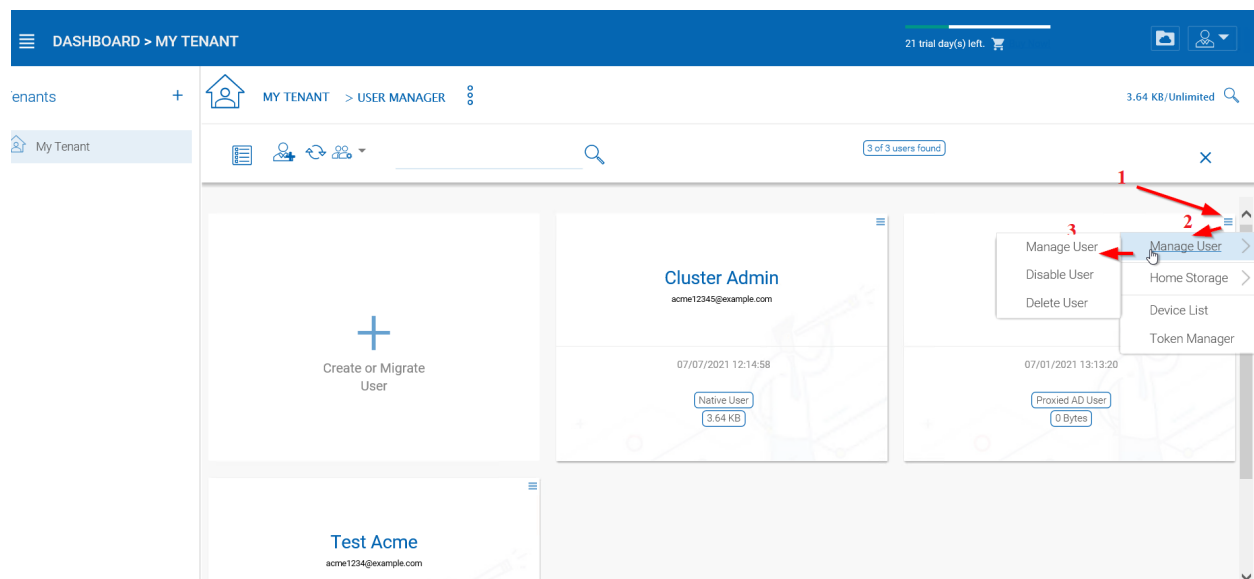 DASHBOARD > MY TENANT
21 trial day(s) left.
enants +
MY TENANT > USER MANAGER
3.64 KB/Unlimited
My Tenant
3 of 3 users found
1
2
3
Manage User
Disable User
Delete User
Manage User
Home Storage
Device List
Token Manager
Create or Migrate
User
Cluster Admin
acme12345@example.com
07/07/2021 12:14:58
Native User
3.64 KB
07/01/2021 13:13:20
Proxied AD User
0 Bytes
Test Acme
acme1234@example.com